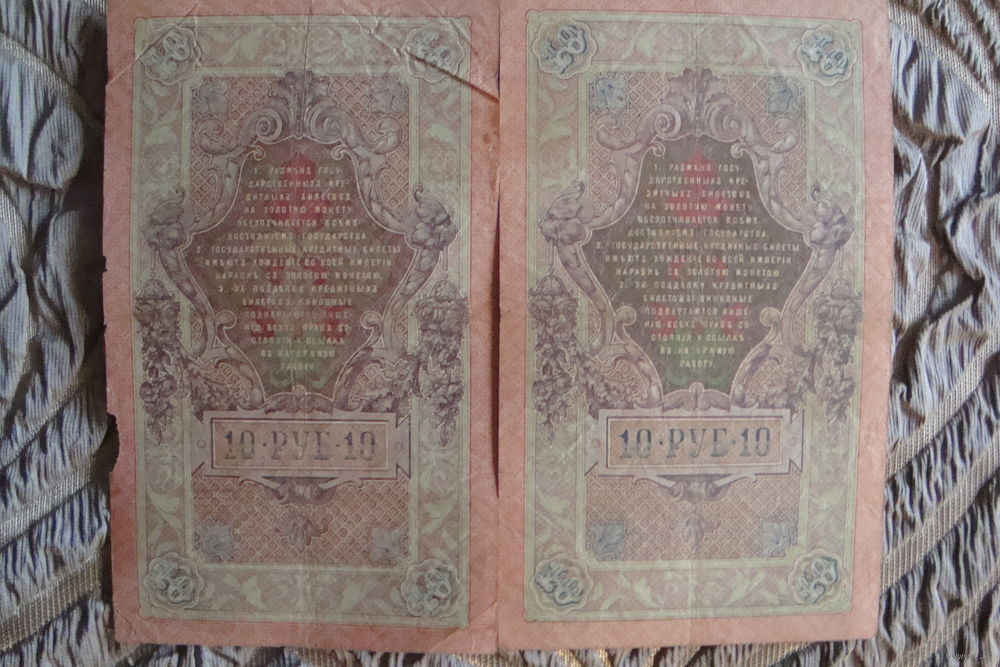 1. РАЗМѢНЪ ГОСУ-
ДАРСТВЕННЫХЪ КРЕ-
ДИТНЫХЪ БИЛЕТОВЪ
НА ЗОЛОТУЮ МОНЕТУ
ОБЕЗПЕЧИВАЕТСЯ ВСѢМЪ
ДОСТОЯНІЕМЪ ГОСУДАРСТВА.
2. ГОСУДАРСТВЕННЫЕ КРЕДИТНЫЕ БИЛЕТЫ
ИМѢЮТЪ ХОЖДЕНІЕ ВО ВСЕЙ ИМПЕРІИ
НАРАВНѢ СЪ ЗОЛОТОЮ МОНЕТОЮ.
3. ЗА ПОДДѢЛКУ КРЕДИТНЫХЪ
БИЛЕТОВЪ ВИНОВНЫЕ
ПОДВЕРГАЮТСЯ ЛИШЕ-
НІЮ ВСѢХЪ ПРАВЪ СО-
СТОЯНІЯ И ССЫЛКѢ
ВЪ КАТОРЖНУЮ
РАБОТУ.
10·РУБ·10
1. РАЗМѢНЪ ГОСУ-
ДАРСТВЕННЫХЪ КРЕ-
ДИТНЫХЪ БИЛЕТОВЪ
НА ЗОЛОТУЮ МОНЕТУ
ОБЕЗПЕЧИВАЕТСЯ ВСѢМЪ
ДОСТОЯНІЕМЪ ГОСУДАРСТВА.
2. ГОСУДАРСТВЕННЫЕ КРЕДИТНЫЕ БИЛЕТЫ
ИМѢЮТЪ ХОЖДЕНІЕ ВО ВСЕЙ ИМПЕРІИ
НАРАВНѢ СЪ ЗОЛОТОЮ МОНЕТОЮ.
3. ЗА ПОДДѢЛКУ КРЕДИТНЫХЪ
БИЛЕТОВЪ ВИНОВНЫЕ
ПОДВЕРГАЮТСЯ ЛИШЕ-
НІЮ ВСѢХЪ ПРАВЪ СО-
СТОЯНІЯ И ССЫЛКѢ
ВЪ КАТОРЖНУЮ
РАБОТУ.
10·РУБ·10